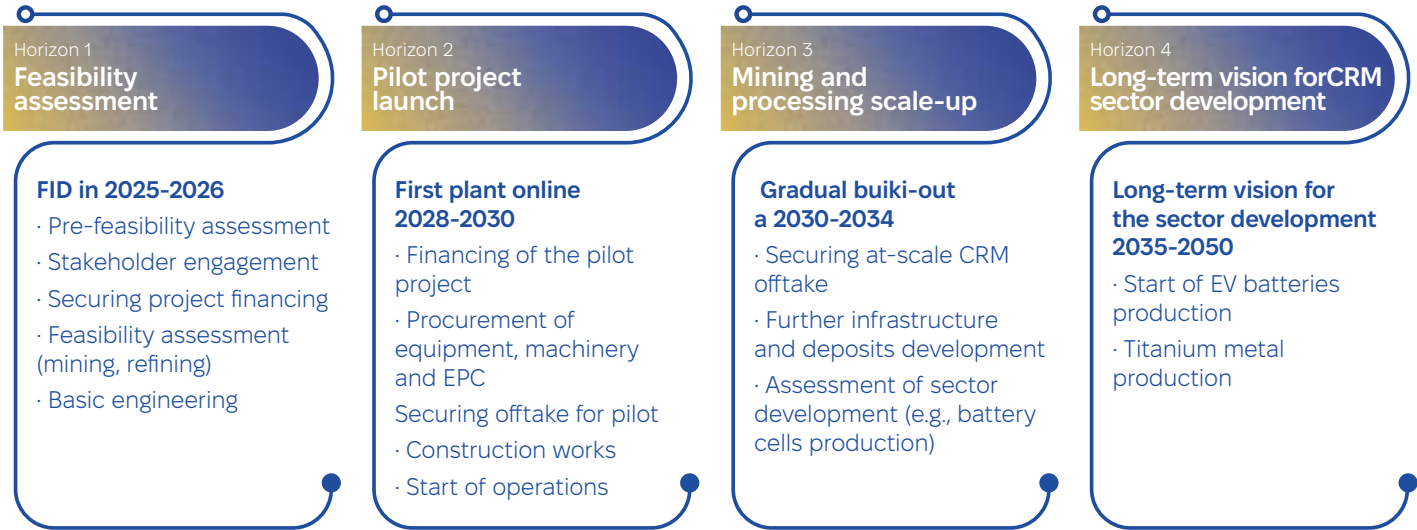 Horizon 1
Feasibility
assessment
FID in 2025-2026
· Pre-feasibility assessment
· Stakeholder engagement
· Securing project financing
· Feasibility assessment
(mining, refining)
· Basic engineering
Horizon 2
Pilot project
launch
First plant online
2028-2030
· Financing of the pilot
project
· Procurement of
equipment, machinery
and EPC
Securing offtake for pilot
· Construction works
· Start of operations
Horizon 3
Mining and
processing scale-up
Gradual buiki-out
a 2030-2034
· Securing at-scale CRM
offtake
· Further infrastructure
and deposits development
· Assessment of sector
development (e.g., battery
cells production)
Horizon 4
Long-term vision forCRM
sector development
Long-term vision for
the sector development
2035-2050
· Start of EV batteries
production
· Titanium metal
production